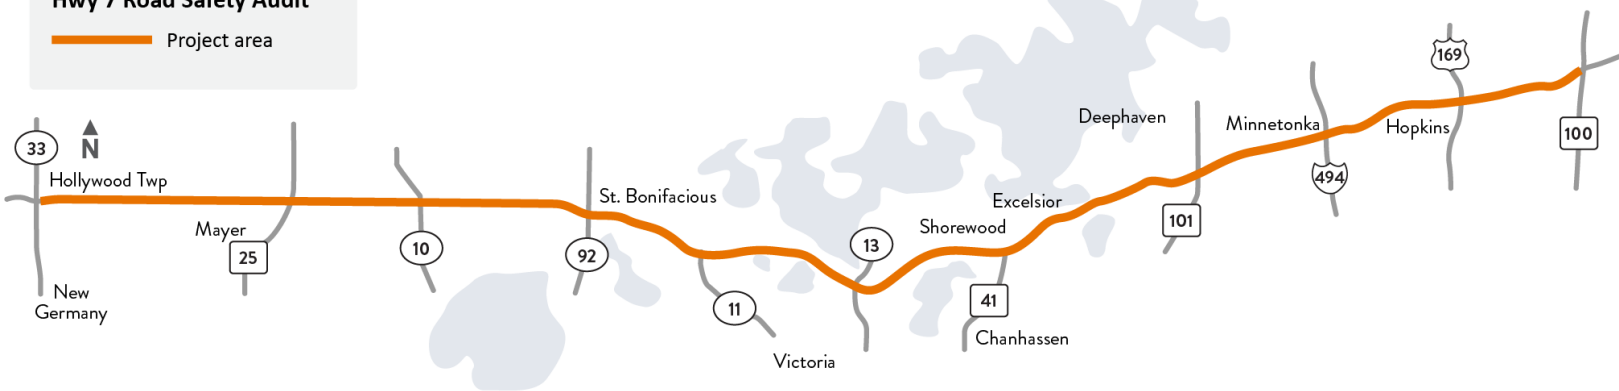 Hwy 7 Road Safety Audit
Project area
N
33
Hollywood Twp
New
Germany
Mayer
25
10
St. Bonifacious
92
11
Victoria
13
Shorewood
Excelsior
41
Chanhassen
Deephaven
101
Minnetonka
494
Hopkins
169
100